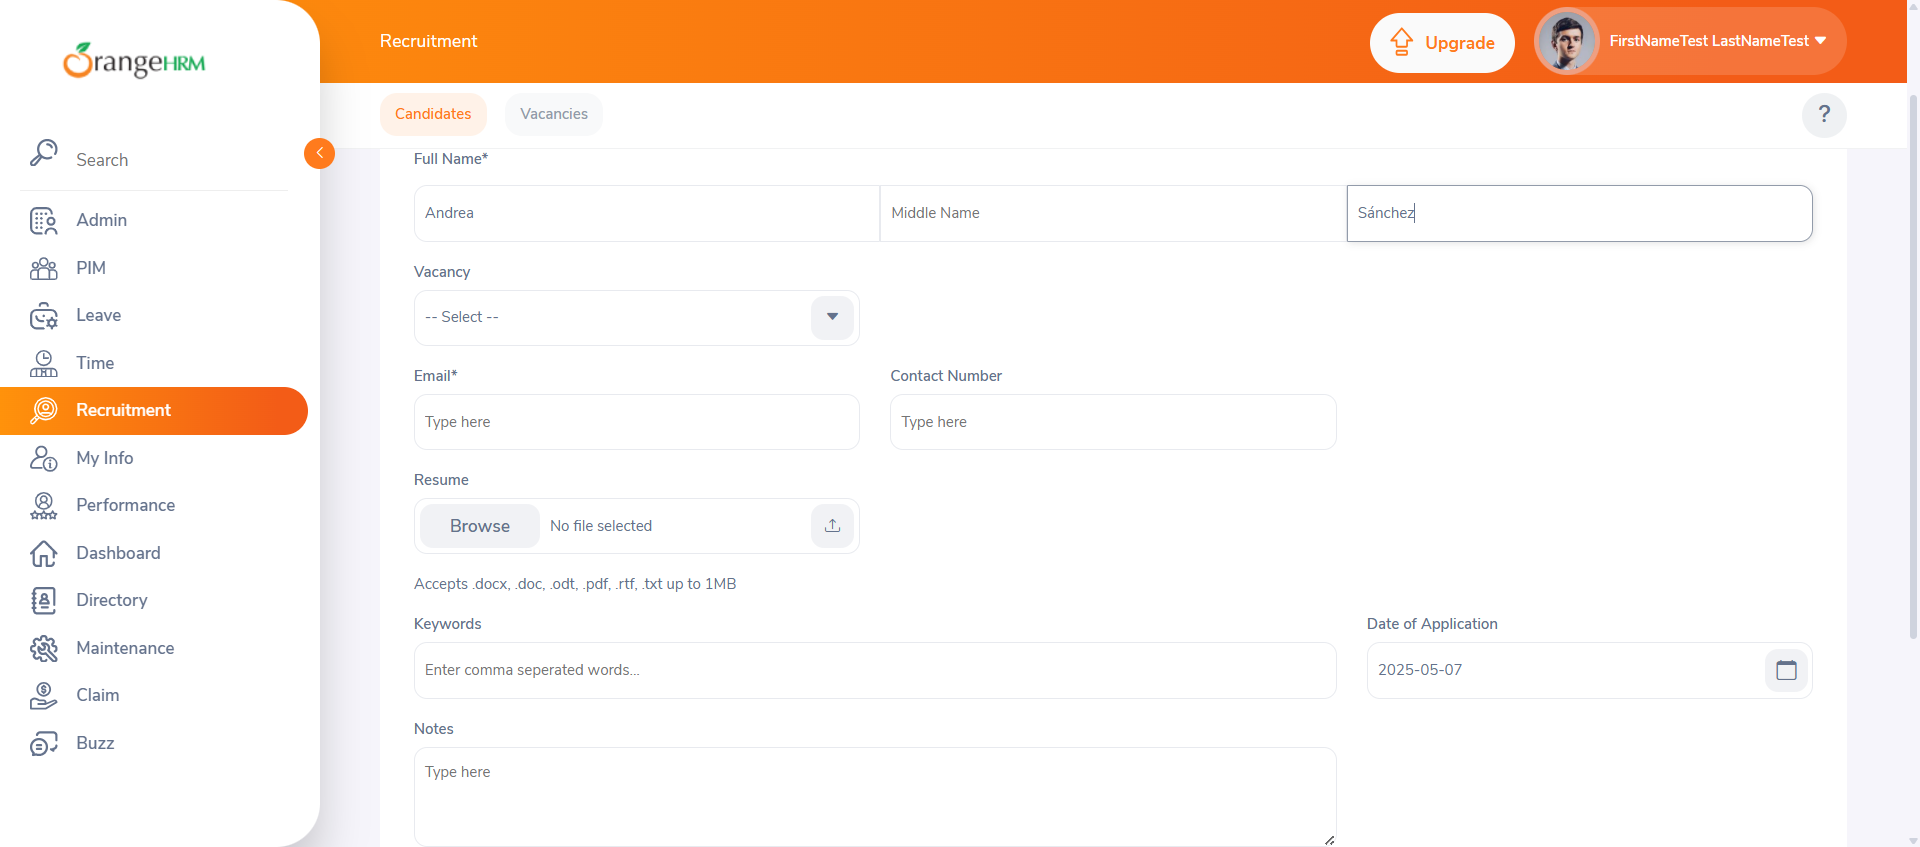 OrangeHRM
Search
Admin
PIM
Leave
Time
Recruitment
My Info
Performance
Dashboard
Directory
Maintenance
Claim
Buzz
Recruitment
Upgrade
FirstNameTest LastNameTest
Candidates
Vacancies
?
Full Name*
Andrea
Middle Name
Sánchez
Vacancy
-- Select --
Email*
Contact Number
Type here
Type here
Resume
Browse
No file selected
Accepts .docx, .doc, .odt, .pdf, .rtf, .txt up to 1MB
Keywords
Date of Application
Enter comma seperated words...
2025-05-07
Notes
Type here